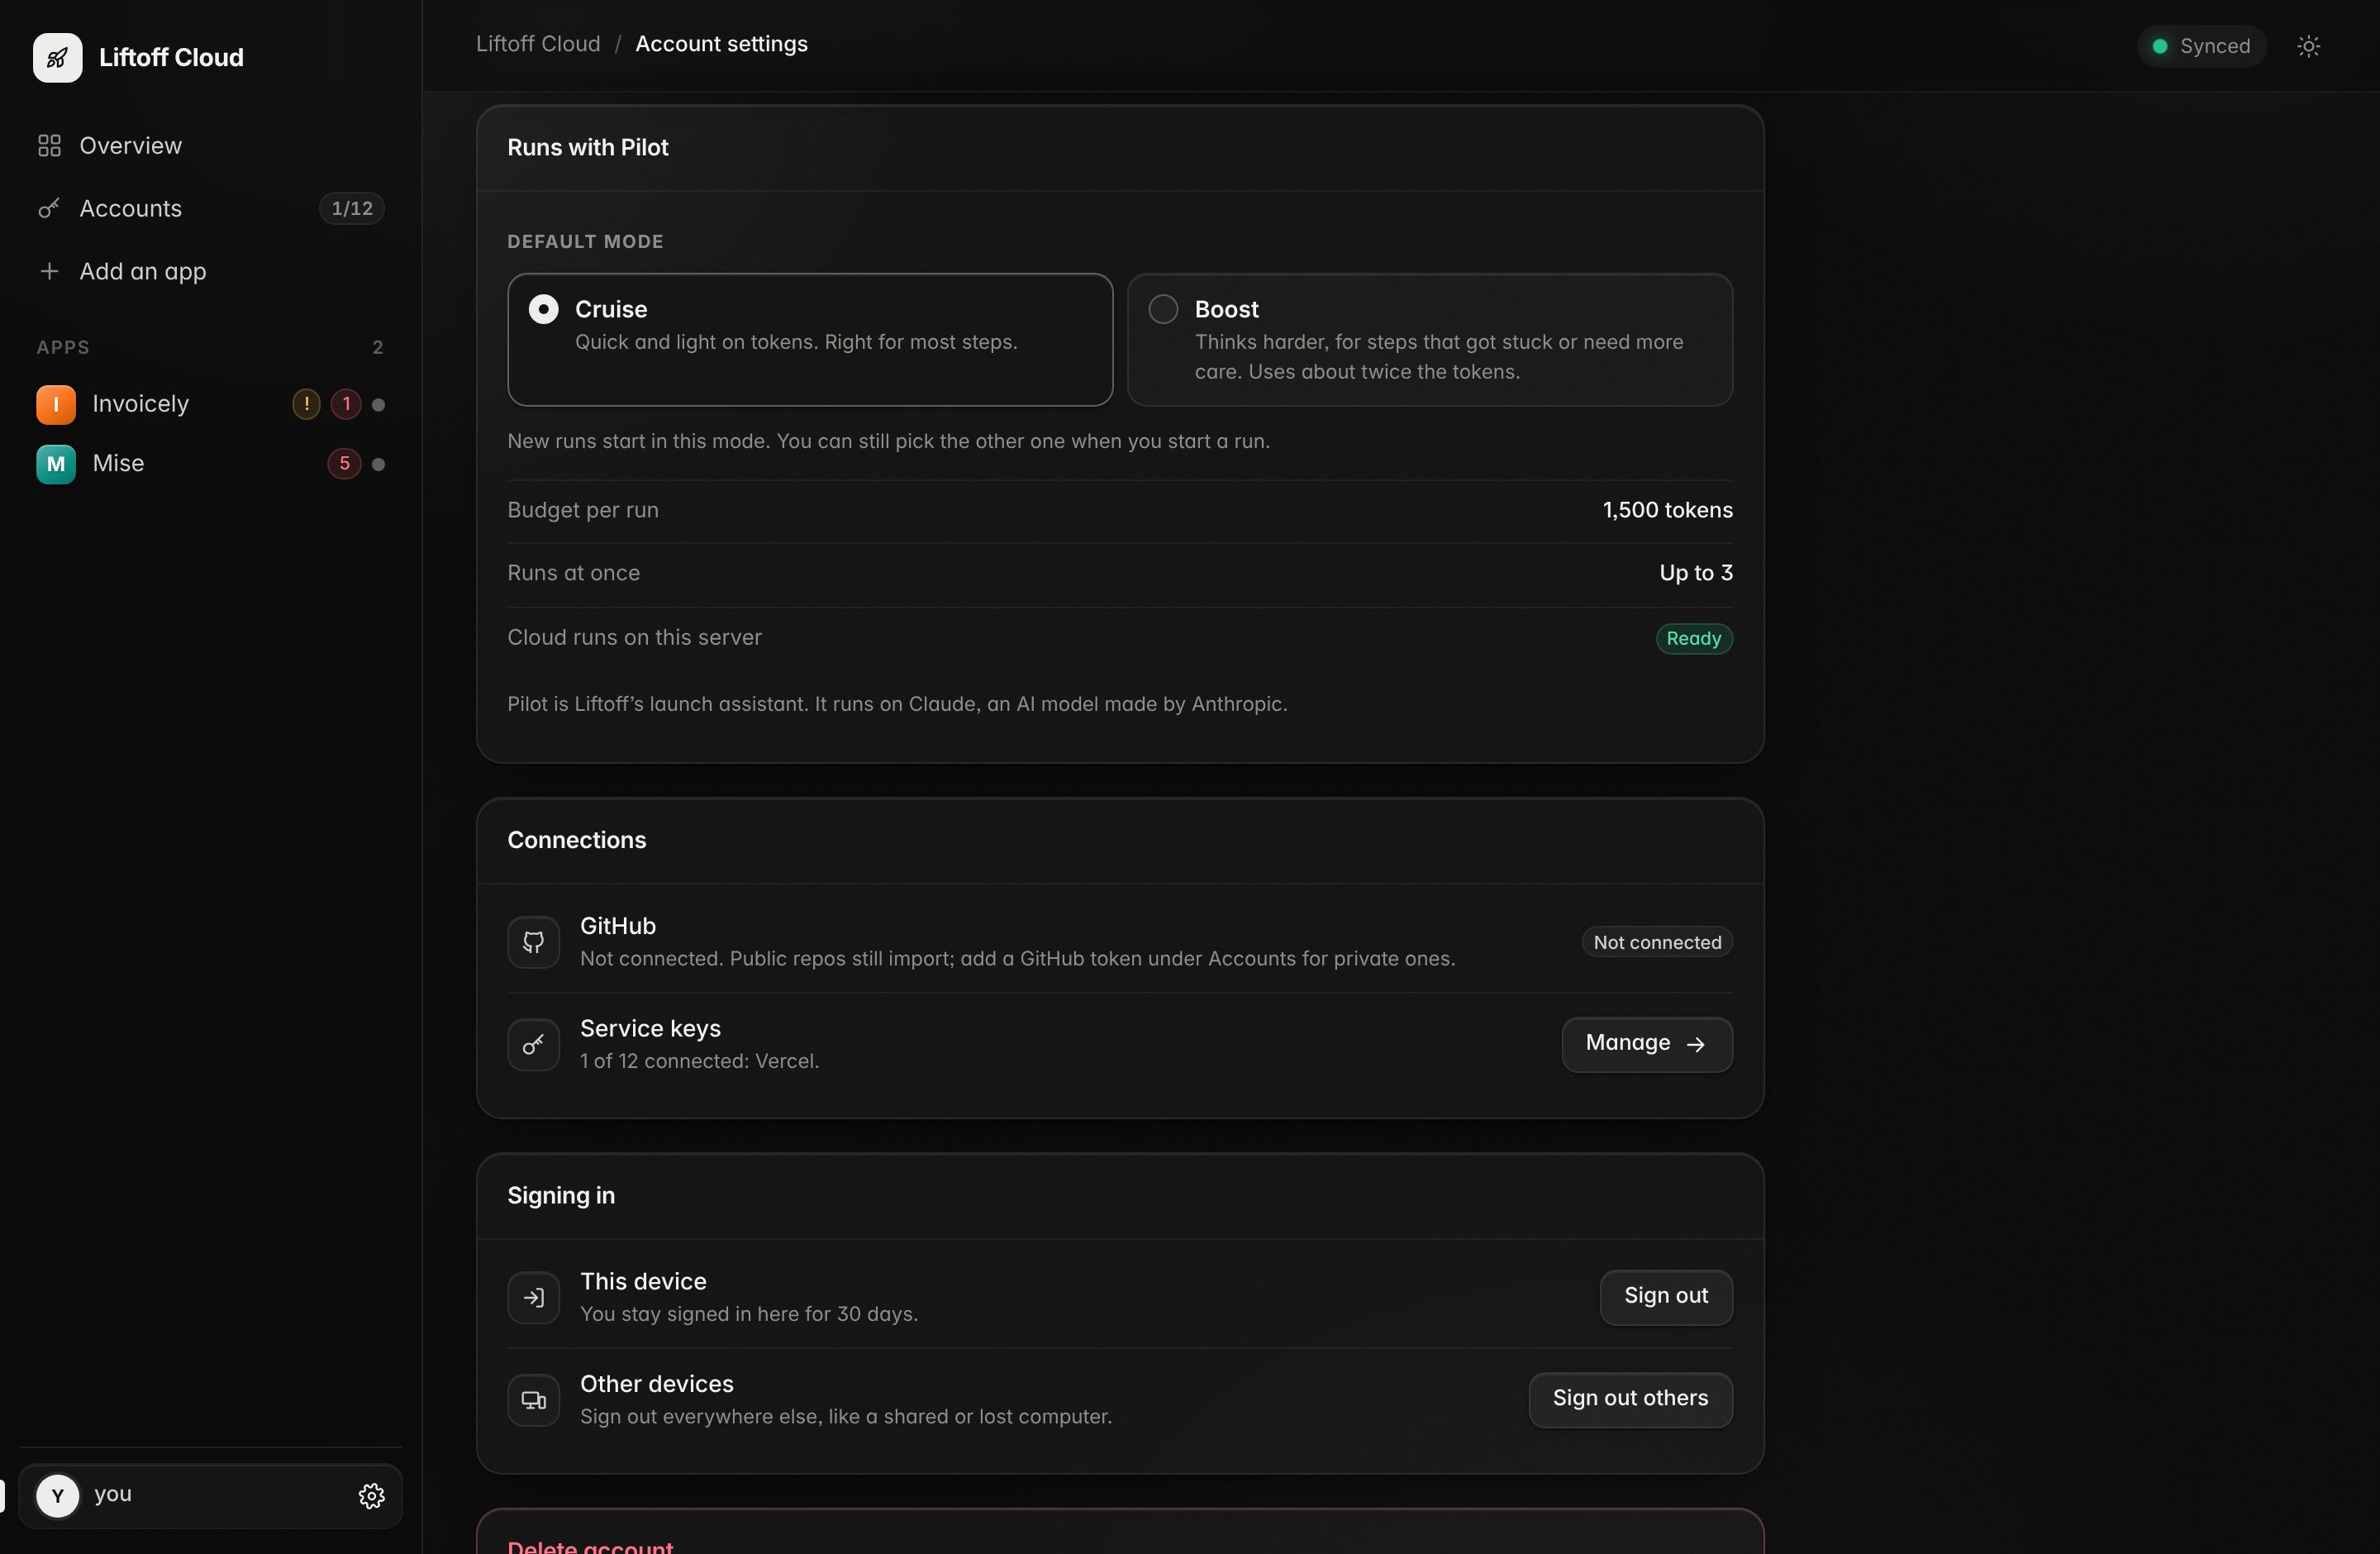 Liftoff Cloud
Overview
Accounts
1/12
Add an app
APPS
2
I
Invoicely
!
1
M
Mise
5
Y
you
Liftoff Cloud / Account settings
Synced
Runs with Pilot
DEFAULT MODE
Cruise
Quick and light on tokens. Right for most steps.
Boost
Thinks harder, for steps that got stuck or need more
care. Uses about twice the tokens.
New runs start in this mode. You can still pick the other one when you start a run.
Budget per run
1,500 tokens
Runs at once
Up to 3
Cloud runs on this server
Ready
Pilot is Liftoff’s launch assistant. It runs on Claude, an AI model made by Anthropic.
Connections
GitHub
Not connected. Public repos still import; add a GitHub token under Accounts for private ones.
Not connected
Service keys
1 of 12 connected: Vercel.
Manage
Signing in
This device
You stay signed in here for 30 days.
Sign out
Other devices
Sign out everywhere else, like a shared or lost computer.
Sign out others
Delete account